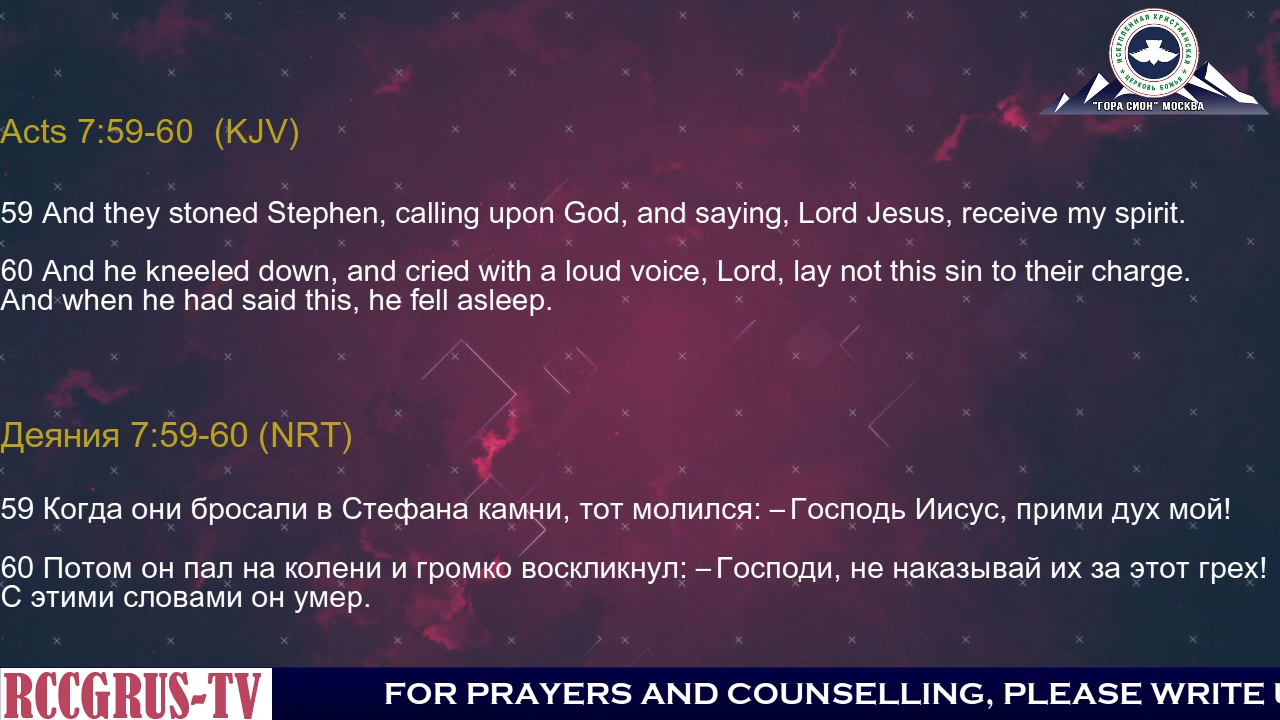 ИСКУПЛЕННАЯ ХРИСТИАНСКАЯ
ЦЕРКОВЬ БОЖЬЯ
"ГОРА СИОН" МОСКВА
Acts 7:59-60 (KJV)
59 And they stoned Stephen, calling upon God, and saying, Lord Jesus, receive my spirit.
60 And he kneeled down, and cried with a loud voice, Lord, lay not this sin to their charge.
And when he had said this, he fell asleep.
Деяния 7:59-60 (NRT)
59 Когда они бросали в Стефана камни, тот молился: – Господь Иисус, прими дух мой!
60 Потом он пал на колени и громко воскликнул: – Господи, не наказывай их за этот грех!
С этими словами он умер.
RCCGRUS-TV
FOR PRAYERS AND COUNSELLING, PLEASE WRITE